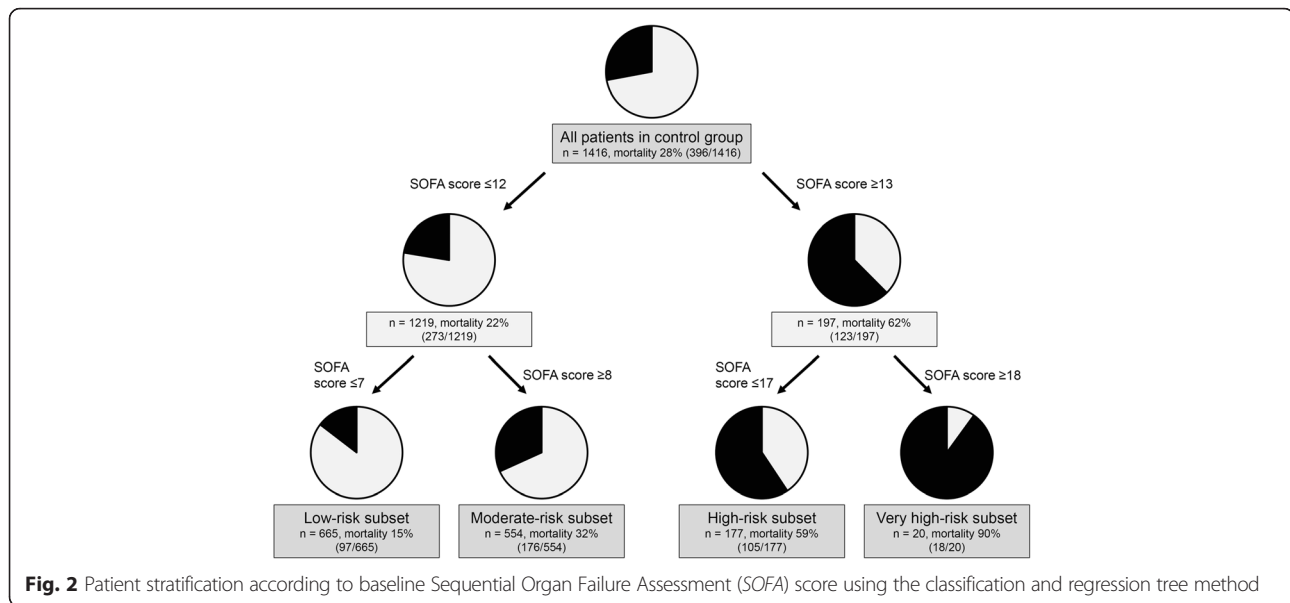 All patients in control group
n = 1416, mortality 28% (396/1416)
SOFA score ≤12
SOFA score ≥13
n = 1219, mortality 22%
(273/1219)
n = 197, mortality 62%
(123/197)
SOFA
score ≤7
SOFA score ≥8
SOFA
score ≤17
SOFA score ≥18
Low-risk subset
n = 665, mortality 15%
(97/665)
Moderate-risk subset
n = 554, mortality 32%
(176/554)
High-risk subset
n = 177, mortality 59%
(105/177)
Very high-risk subset
n = 20, mortality 90%
(18/20)
Fig. 2 Patient stratification according to baseline Sequential Organ Failure Assessment (SOFA) score using the classification and regression tree method